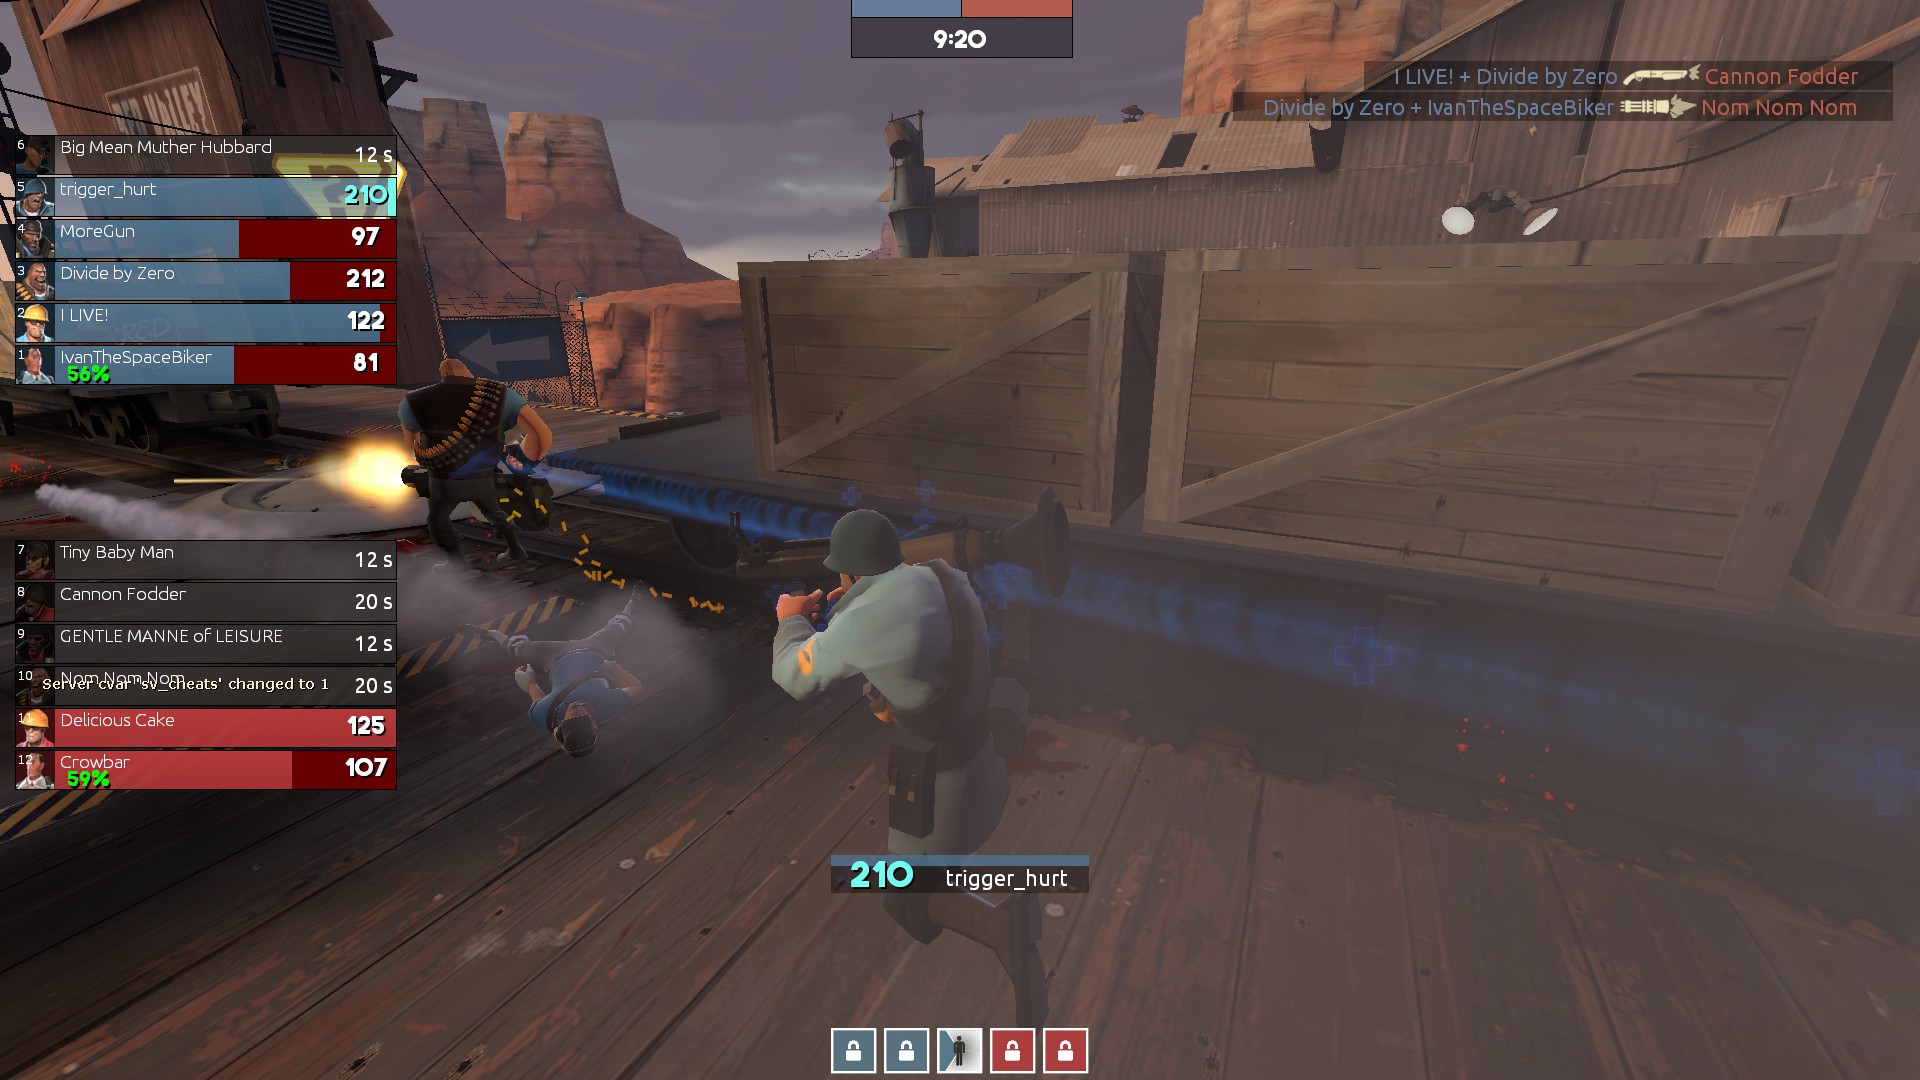 9:20
I LIVE! + Divide by Zero Cannon Fodder
Divide by Zero + IvanTheSpaceBiker Nom Nom Nom
6 Big Mean Muther Hubbard 12 s
5 trigger_hurt 210
4 MoreGun 97
3 Divide by Zero 212
2 I LIVE! 122
1 IvanTheSpaceBiker 81
56%
7 Tiny Baby Man 12 s
8 Cannon Fodder 20 s
9 GENTLE MANNE of LEISURE 12 s
10 Nom Nom Nom 20 s
Server cvar 'sv_cheats' changed to 1
11 Delicious Cake 125
12 Crowbar 107
59%
210 trigger_hurt